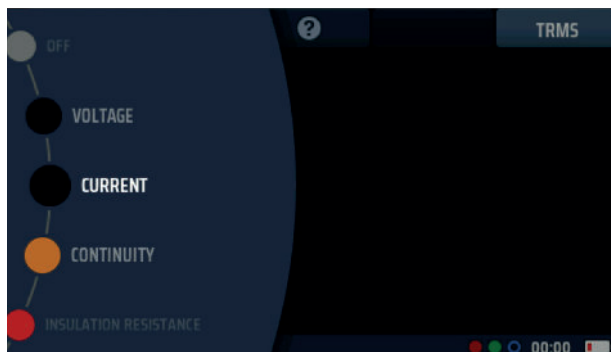 OFF
?
TRMS
VOLTAGE
CURRENT
CONTINUITY
INSULATION RESISTANCE
00:00